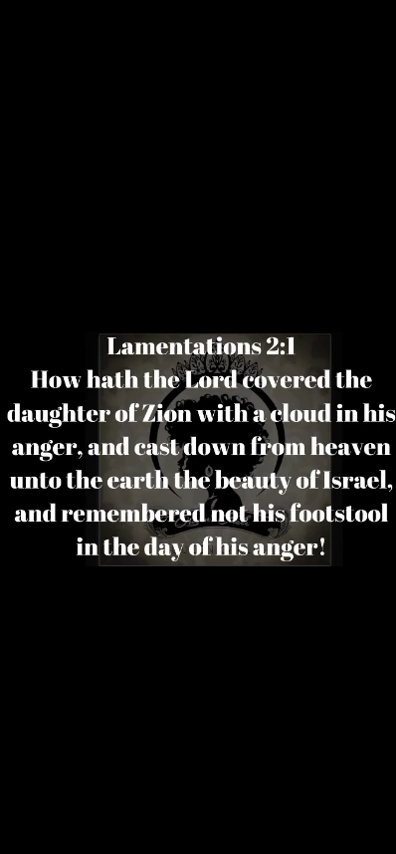 Lamentations 2:1
How hath the Lord covered the
daughter of Zion with a cloud in his
anger, and cast down from heaven
unto the earth the beauty of Israel,
and remembered not his footstool
in the day of his anger!